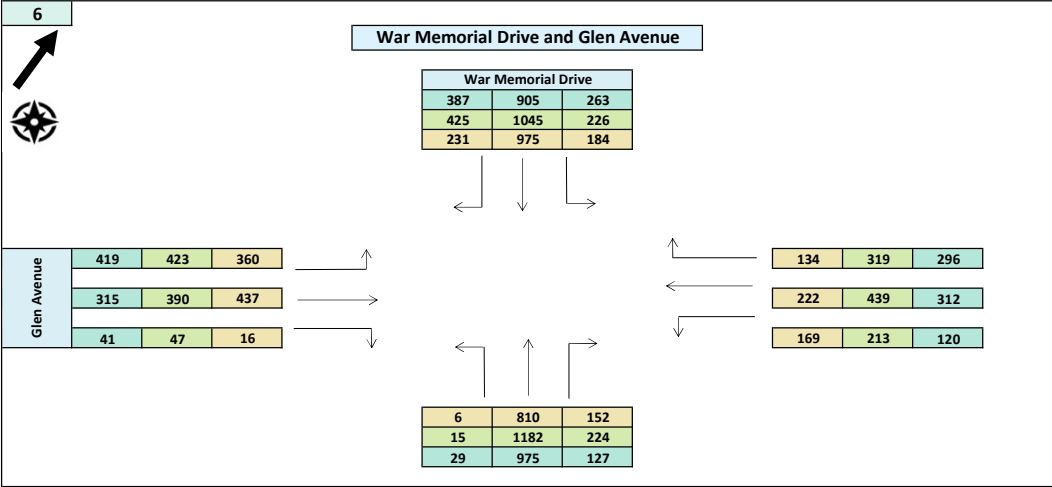 6
War Memorial Drive and Glen Avenue
War Memorial Drive
387 905 263
425 1045 226
231 975 184
Glen Avenue
419 423 360
315 390 437
41 47 16
134 319 296
222 439 312
169 213 120
6 810 152
15 1182 224
29 975 127